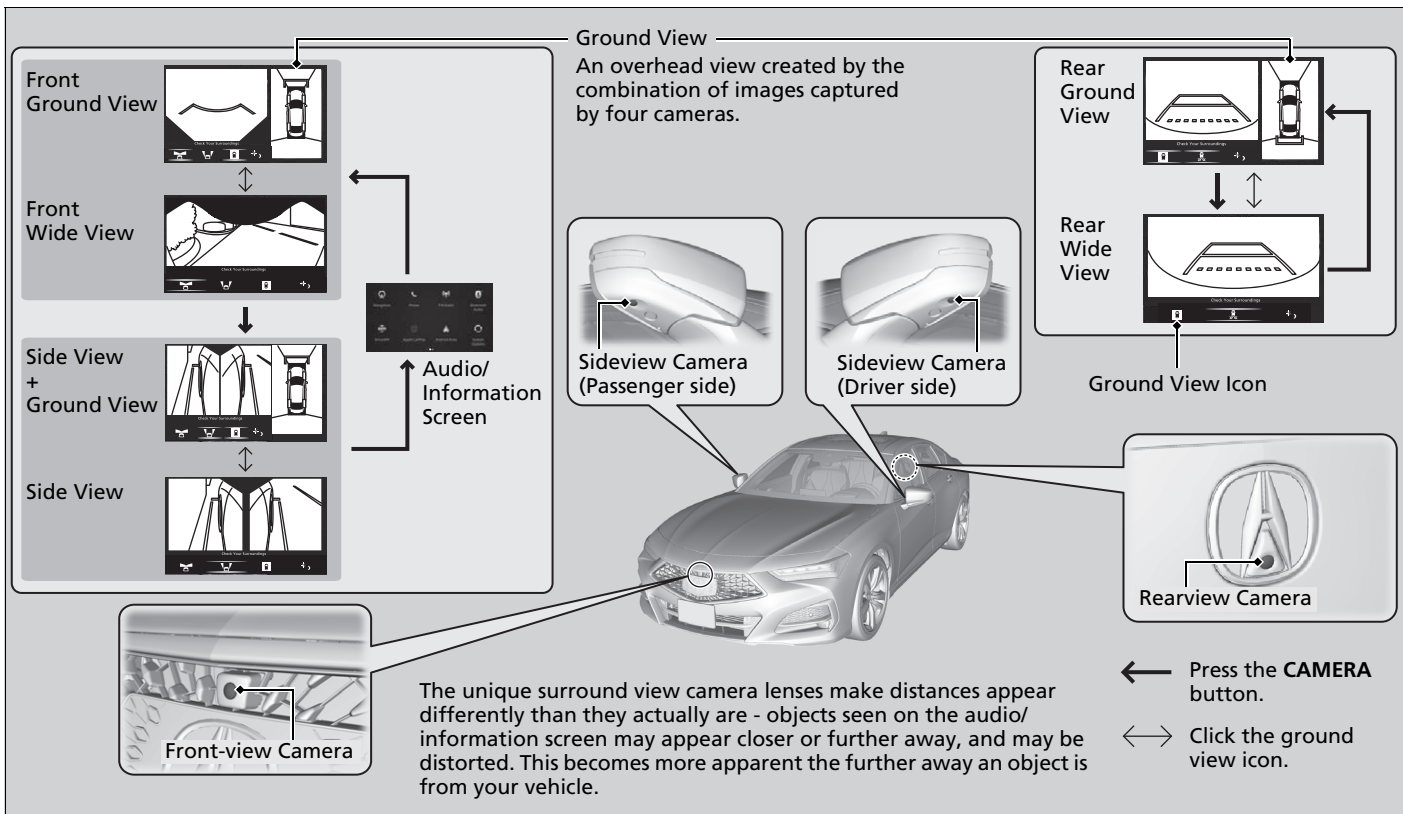 Ground View
An overhead view created by the
combination of images captured
by four cameras.
Front
Ground View
Check Your Surroundings
Front
Wide View
Check Your Surroundings
Side View
+
Ground View
Check Your Surroundings
Side View
Check Your Surroundings
Audio/
Information
Screen
Rear
Ground
View
Check Your Surroundings
Rear
Wide
View
Check Your Surroundings
Ground View Icon
Sideview Camera
(Passenger side)
Sideview Camera
(Driver side)
Rearview Camera
Front-view Camera
The unique surround view camera lenses make distances appear
differently than they actually are - objects seen on the audio/
information screen may appear closer or further away, and may be
distorted. This becomes more apparent the further away an object is
from your vehicle.
Press the CAMERA
button.
Click the ground
view icon.